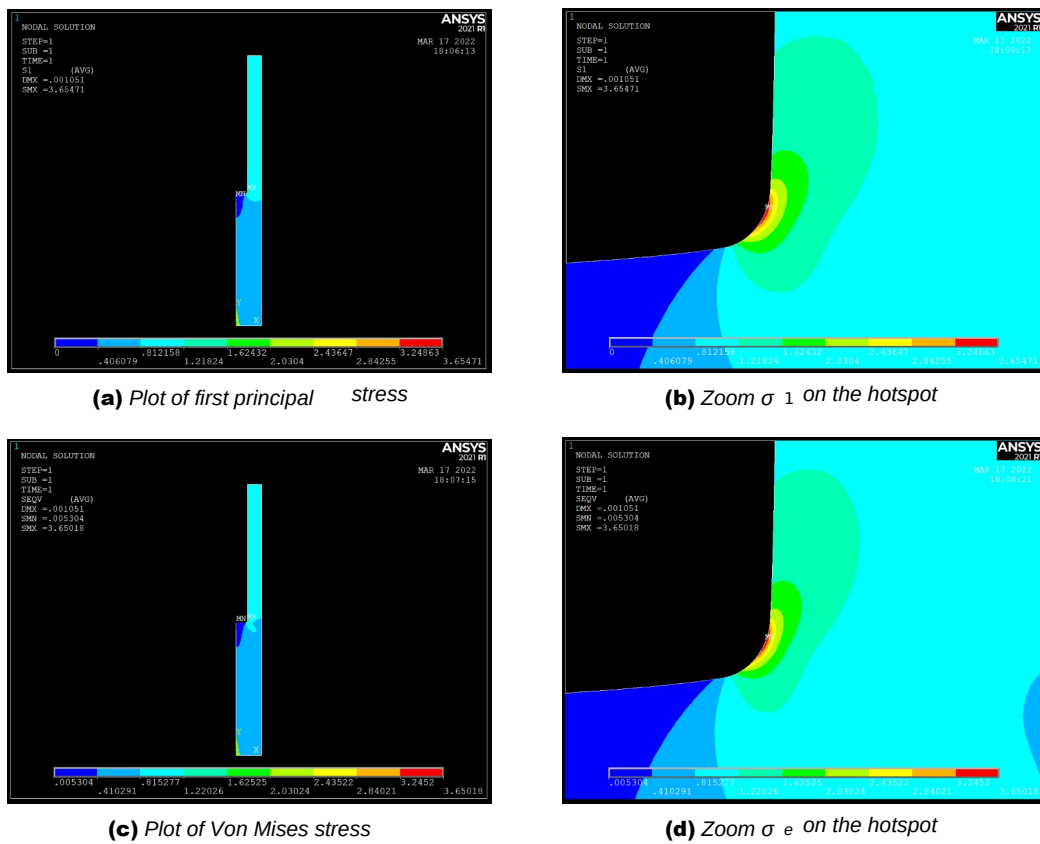 1
ANSYS
2021 R1
NODAL SOLUTION
STEP=1
SUB =1
TIME=1
S1 (AVG)
DMX =.001051
SMX =3.65471
MAR 17 2022
18:06:13
MN
MX
Y
X
0 .812158 1.62432 2.43647 3.24863
.406079 1.21824 2.0304 2.84255 3.65471
(a) Plot of first principal stress
1
ANSYS
2021 R1
NODAL SOLUTION
STEP=1
SUB =1
TIME=1
S1 (AVG)
DMX =.001051
SMX =3.65471
MAR 17 2022
0 .812158 1.62432 2.43647 3.24863
.406079 1.21824 2.0304 2.84255 3.65471
(b) Zoom σ 1 on the hotspot
1
ANSYS
2021 R1
NODAL SOLUTION
STEP=1
SUB =1
TIME=1
SEQV (AVG)
DMX =.001051
SMN =.005304
SMX =3.65018
MAR 17 2022
18:07:15
MN
MX
Y
X
.005304 .815277 1.62525 2.43522 3.2452
.410291 1.22026 2.03024 2.84021 3.65018
(c) Plot of Von Mises stress
1
ANSYS
2021 R1
NODAL SOLUTION
STEP=1
SUB =1
TIME=1
SEQV (AVG)
DMX =.001051
SMN =.005304
SMX =3.65018
MAR 17 2022
.005304 .815277 1.62525 2.43522 3.2452
.410291 1.22026 2.03024 2.84021 3.65018
(d) Zoom σ e on the hotspot